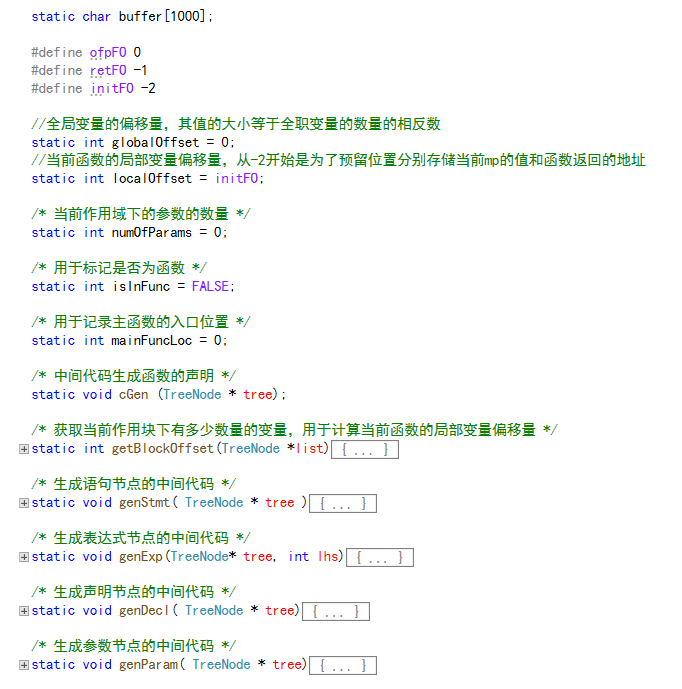 static char buffer[1000];
#define ofpFO 0
#define retFO -1
#define initFO -2
//全局变量的偏移量，其值的大小等于全职变量的数量的相反数
static int globalOffset = 0;
//当前函数的局部变量偏移量，从-2开始是为了预留位置分别存储当前mp的值和函数返回的地址
static int localOffset = initFO;
/* 当前作用域下的参数的数量 */
static int numOfParams = 0;
/* 用于标记是否为函数 */
static int isInFunc = FALSE;
/* 用于记录主函数的入口位置 */
static int mainFuncLoc = 0;
/* 中间代码生成函数的声明 */
static void cGen (TreeNode * tree);
/* 获取当前作用块下有多少数量的变量，用于计算当前函数的局部变量偏移量 */
static int getBlockOffset(TreeNode *list){ ... }
/* 生成语句节点的中间代码 */
static void genStmt( TreeNode * tree ){ ... }
/* 生成表达式节点的中间代码 */
static void genExp(TreeNode* tree, int lhs){ ... }
/* 生成声明节点的中间代码 */
static void genDecl( TreeNode * tree){ ... }
/* 生成参数节点的中间代码 */
static void genParam( TreeNode * tree){ ... }